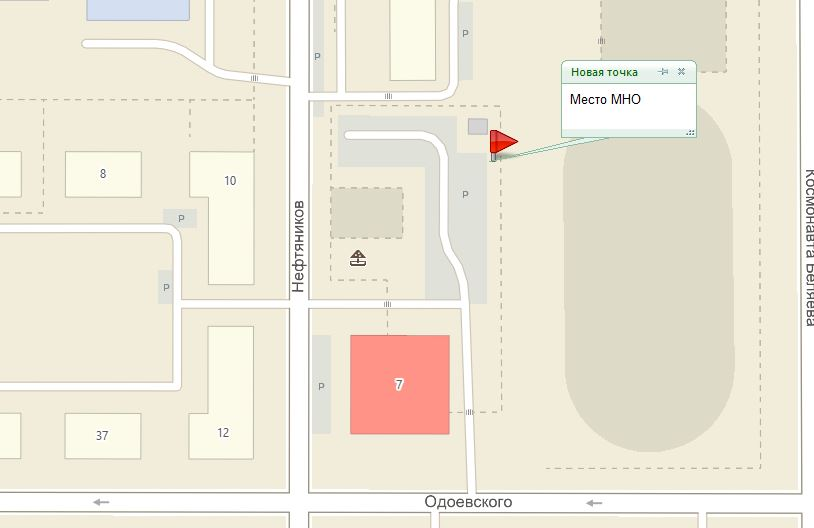 P
P
Новая точка
Место МНО
8
10
P
P
Нефтяников
Космонавта Беляева
P
P
7
37
12
Одоевского